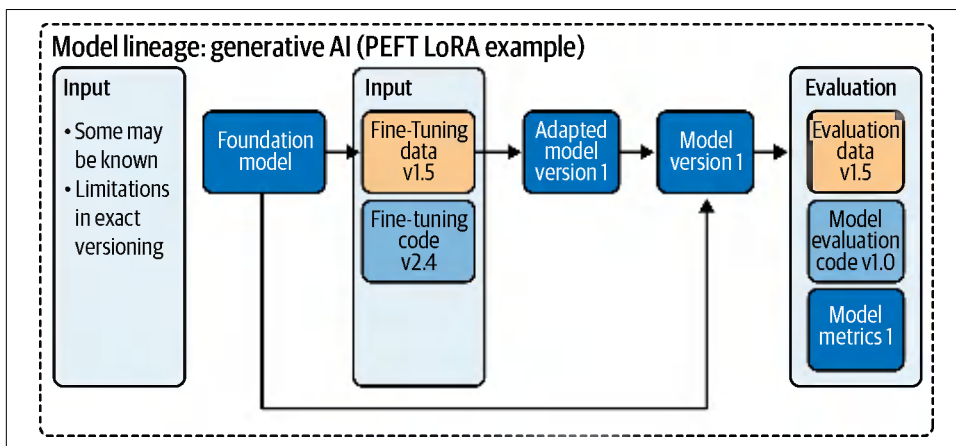 Model lineage: generative AI (PEFT LoRA example)
Input
• Some may
be known
• Limitations
in exact
versioning
Foundation
model
Input
Fine-Tuning
data
v1.5
Fine-tuning
code
v2.4
Adapted
model
version 1
Model
version 1
Evaluation
Evaluation
data
v1.5
Model
evaluation
code v1.0
Model
metrics 1